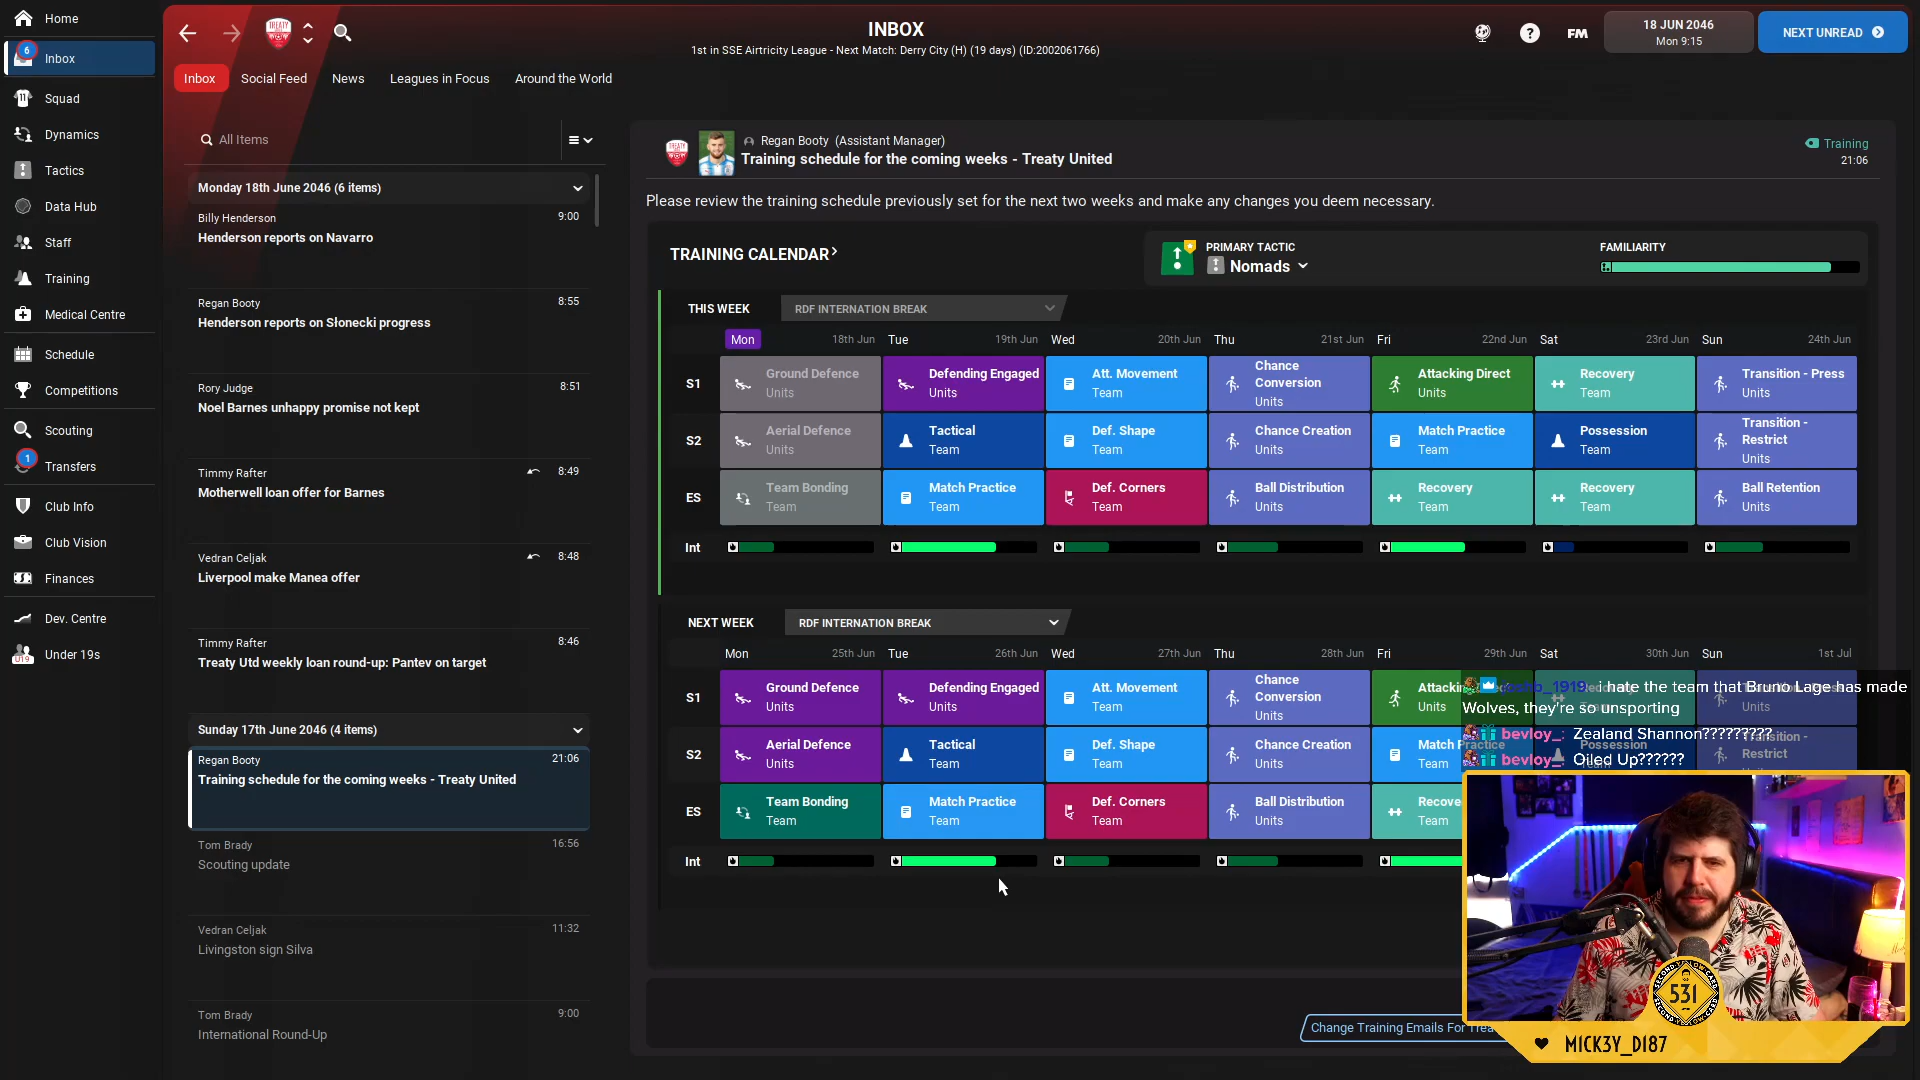 Home
Inbox
6
Squad
Dynamics
Tactics
Data Hub
Staff
Training
Medical Centre
Schedule
Competitions
Scouting
1
Transfers
Club Info
Club Vision
Finances
Dev. Centre
U19
Under 19s
TREATY
INBOX
1st in SSE Airtricity League - Next Match: Derry City (H) (19 days) (ID:2002061766)
?
FM
18 JUN 2046
Mon 9:15
NEXT UNREAD
Inbox
Social Feed
News
Leagues in Focus
Around the World
All Items
Monday 18th June 2046 (6 items)
Billy Henderson 9:00
Henderson reports on Navarro
Regan Booty 8:55
Henderson reports on Słonecki progress
Rory Judge 8:51
Noel Barnes unhappy promise not kept
Timmy Rafter 8:49
Motherwell loan offer for Barnes
Vedran Celjak 8:48
Liverpool make Manea offer
Timmy Rafter 8:46
Treaty Utd weekly loan round-up: Pantev on target
Sunday 17th June 2046 (4 items)
Regan Booty 21:06
Training schedule for the coming weeks - Treaty United
Tom Brady 16:56
Scouting update
Vedran Celjak 11:32
Livingston sign Silva
Tom Brady 9:00
International Round-Up
Regan Booty (Assistant Manager)
Training schedule for the coming weeks - Treaty United
Training
21:06
Please review the training schedule previously set for the next two weeks and make any changes you deem necessary.
TRAINING CALENDAR
PRIMARY TACTIC
Nomads
FAMILIARITY
THIS WEEK RDF INTERNATION BREAK
Mon 18th Jun Tue 19th Jun Wed 20th Jun Thu 21st Jun Fri 22nd Jun Sat 23rd Jun Sun 24th Jun
S1
Ground Defence Units
Defending Engaged Units
Att. Movement Team
Chance Conversion Units
Attacking Direct Units
Recovery Team
Transition - Press Units
S2
Aerial Defence Units
Tactical Team
Def. Shape Team
Chance Creation Units
Match Practice Team
Possession Team
Transition - Restrict Units
ES
Team Bonding Team
Match Practice Team
Def. Corners Team
Ball Distribution Units
Recovery Team
Recovery Team
Ball Retention Units
Int
NEXT WEEK RDF INTERNATION BREAK
Mon 25th Jun Tue 26th Jun Wed 27th Jun Thu 28th Jun Fri 29th Jun Sat 30th Jun Sun 1st Jul
S1
Ground Defence Units
Defending Engaged Units
Att. Movement Team
Chance Conversion Units
Units
S2
Aerial Defence Units
Tactical Team
Def. Shape Team
Chance Creation Units
Match Practice Team
Possession
Transition - Restrict
ES
Team Bonding Team
Match Practice Team
Def. Corners Team
Ball Distribution Units
Team
Int
i hate the team that Bruno Lage has made
Wolves, they're so unsporting
bevloy_: Zealand Shannon?????????
bevloy_: Oiled Up??????
Change Training Emails For
531
M1CK3Y_D187